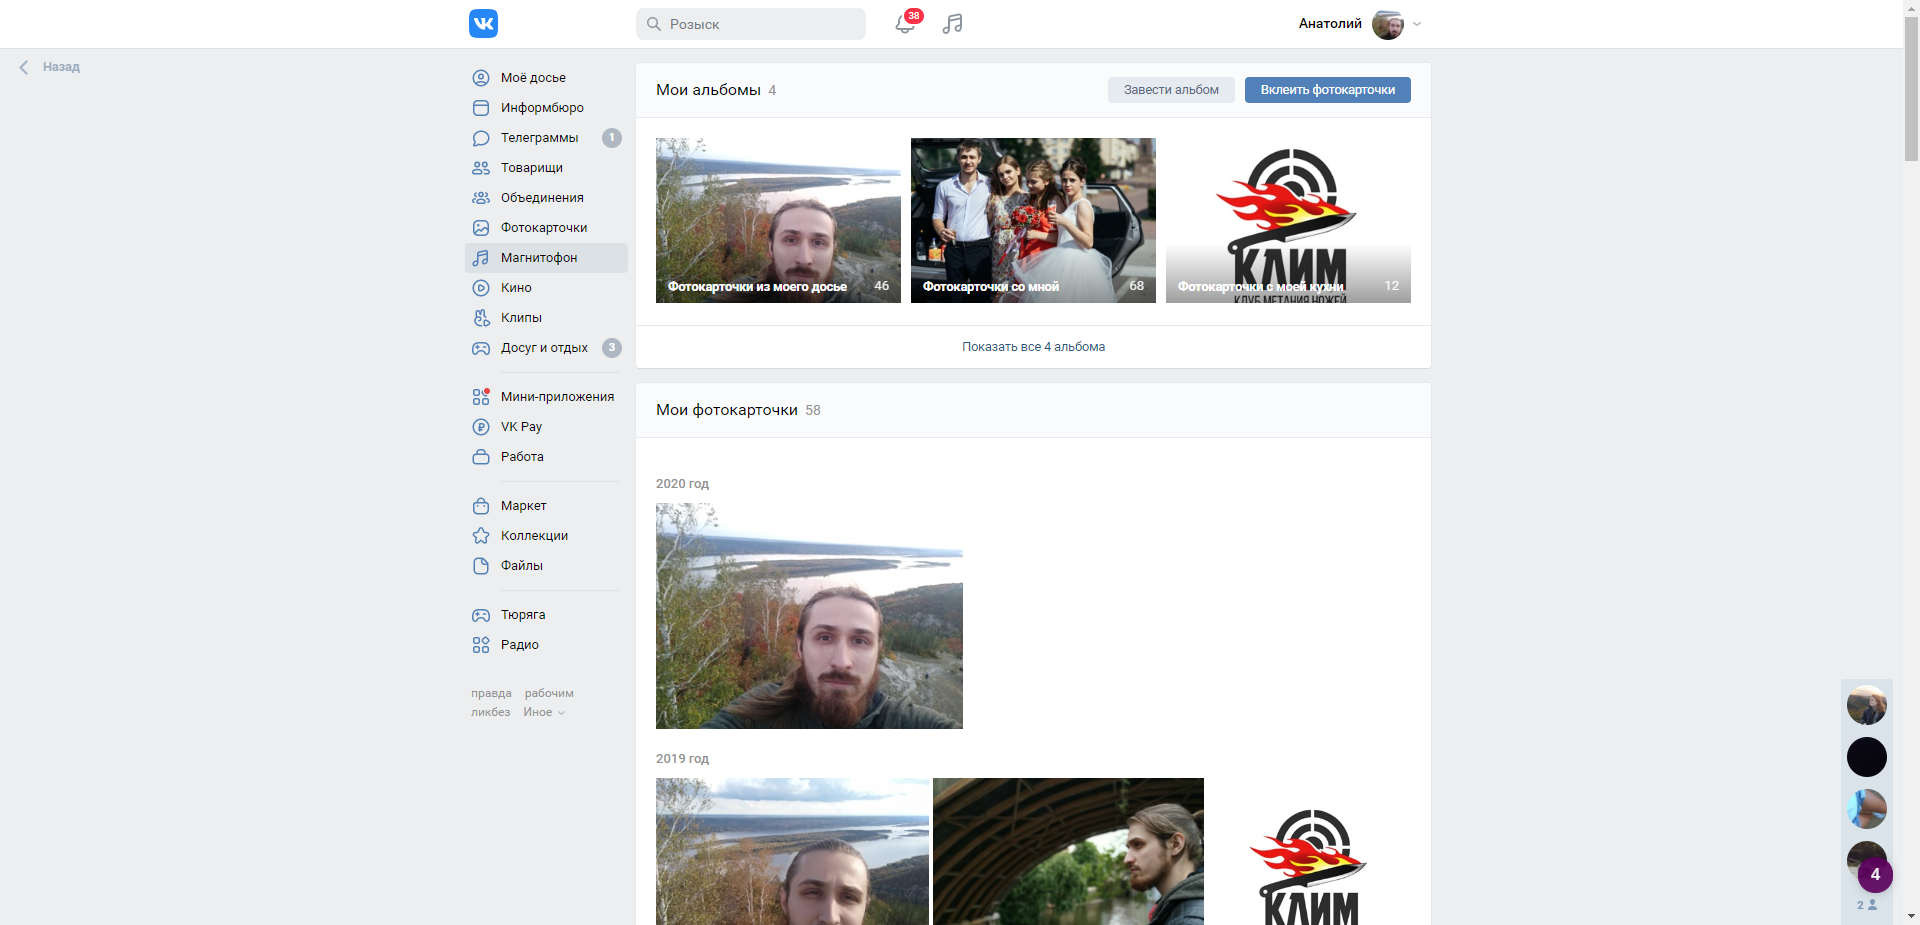 Розыск
38
Анатолий
Назад
Моё досье
Информбюро
Телеграммы 1
Товарищи
Объединения
Фотокарточки
Магнитофон
Кино
Клипы
Досуг и отдых 3
Мини-приложения
VK Pay
Работа
Маркет
Коллекции
Файлы
Тюряга
Радио
правда рабочим
ликбез Иное
Мои альбомы 4
Завести альбом
Вклеить фотокарточки
Фотокарточки из моего досье 46
Фотокарточки со мной 68
КЛИМ
КЛУБ МЕТАНИЯ НОЖЕЙ
Фотокарточки с моей кухни 12
Показать все 4 альбома
Мои фотокарточки 58
2020 год
2019 год
КЛИМ
4
2